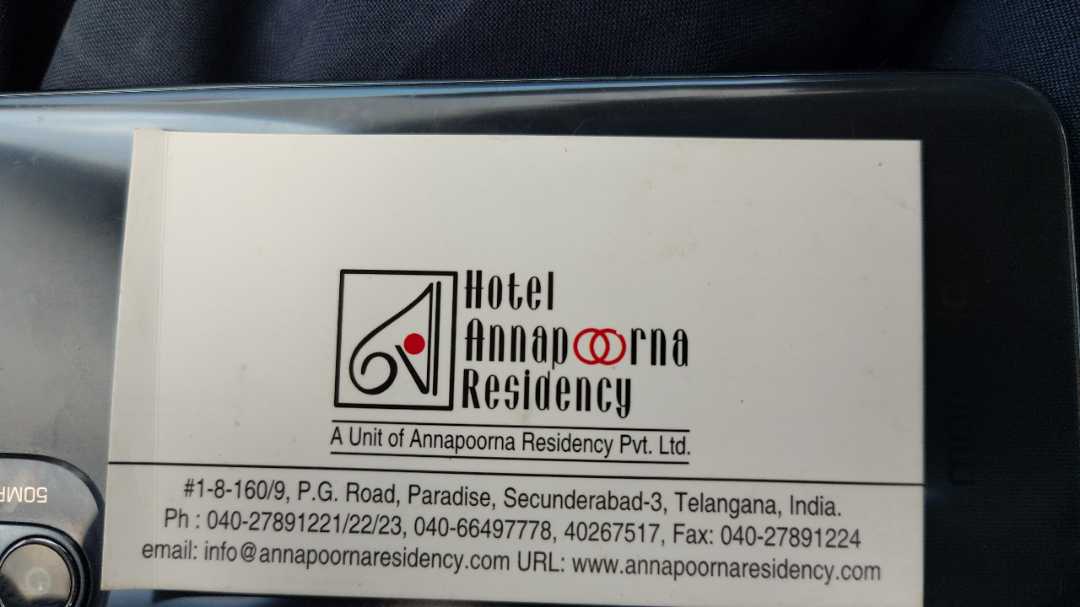 Hotel
Annapoorna
Residency
A Unit of Annapoorna Residency Pvt. Ltd.
#1-8-160/9, P.G. Road, Paradise, Secunderabad-3, Telangana, India.
Ph : 040-27891221/22/23, 040-66497778, 40267517, Fax: 040-27891224
email: info@annapoornaresidency.com URL: www.annapoornaresidency.com